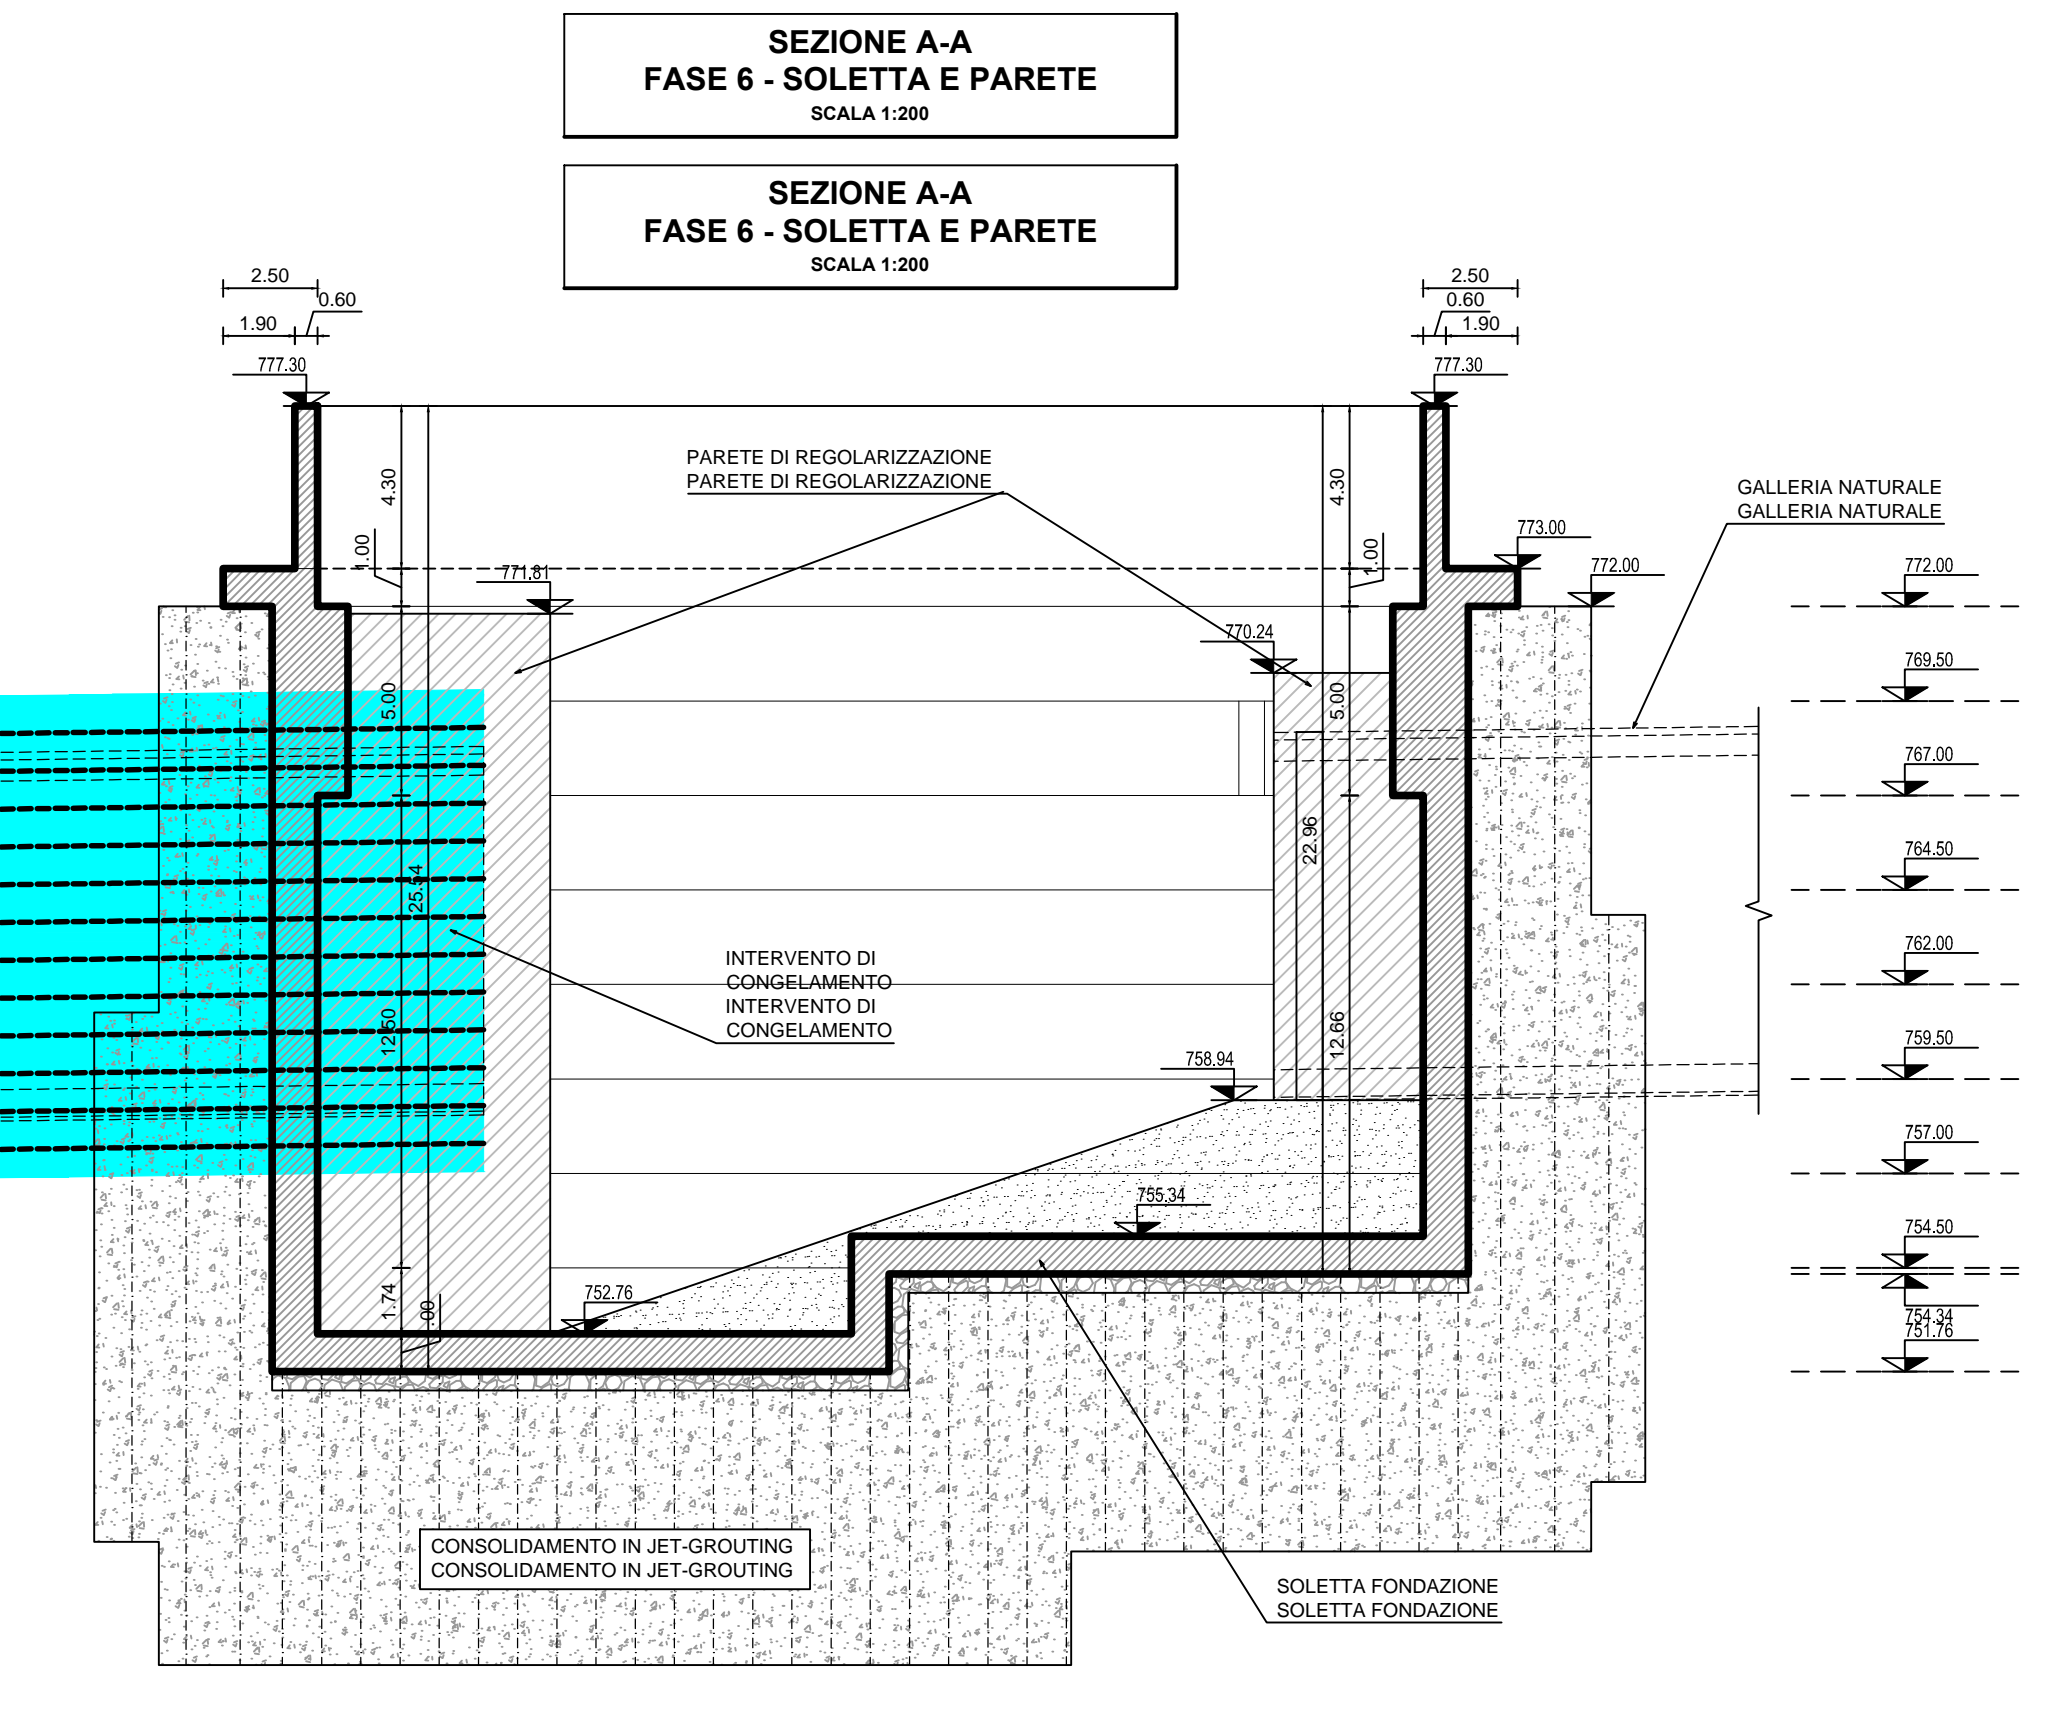 SEZIONE A-A
FASE 6 - SOLETTA E PARETE
SCALA 1:200
SEZIONE A-A
FASE 6 - SOLETTA E PARETE
SCALA 1:200
2.50
0.60
1.90
777.30
2.50
0.60
1.90
777.30
4.30
1.00
PARETE DI REGOLARIZZAZIONE
PARETE DI REGOLARIZZAZIONE
4.30
1.00
GALLERIA NATURALE
GALLERIA NATURALE
773.00
771.81
772.00
772.00
770.24
769.50
5.00
5.00
767.00
22.96
764.50
25.54
INTERVENTO DI
CONGELAMENTO
INTERVENTO DI
CONGELAMENTO
762.00
12.50
12.66
758.94
759.50
757.00
755.34
754.50
1.74
.00
752.76
754.34
751.76
CONSOLIDAMENTO IN JET-GROUTING
CONSOLIDAMENTO IN JET-GROUTING
SOLETTA FONDAZIONE
SOLETTA FONDAZIONE